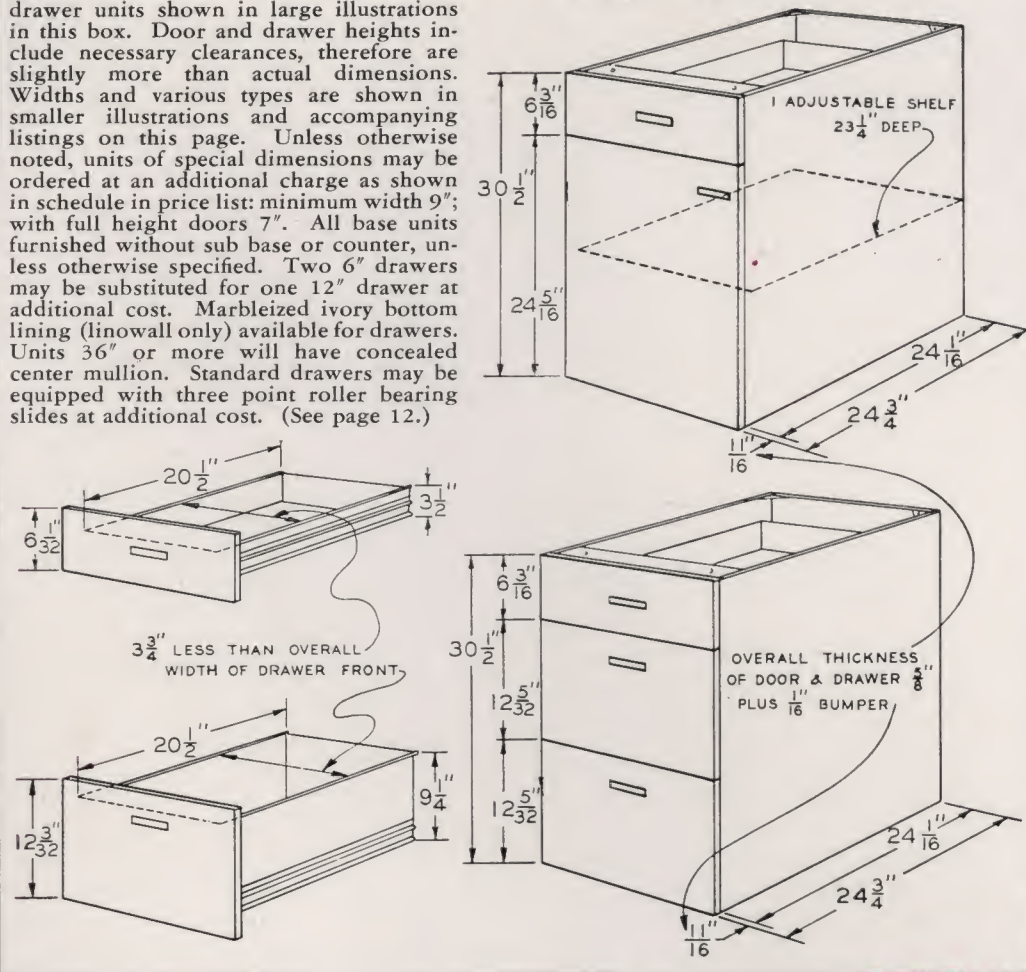 drawer units shown in large illustrations
in this box. Door and drawer heights in-
clude necessary clearances, therefore are
slightly more than actual dimensions.
Widths and various types are shown in
smaller illustrations and accompanying
listings on this page. Unless otherwise
noted, units of special dimensions may be
ordered at an additional charge as shown
in schedule in price list: minimum width 9";
with full height doors 7". All base units
furnished without sub base or counter, un-
less otherwise specified. Two 6" drawers
may be substituted for one 12" drawer at
additional cost. Marbleized ivory bottom
lining (linowall only) available for drawers.
Units 36" or more will have concealed
center mullion. Standard drawers may be
equipped with three point roller bearing
slides at additional cost. (See page 12.)
6 3/16"
30 1/2"
24 5/16"
1 ADJUSTABLE SHELF
23 1/4" DEEP
24 1/16"
24 3/4"
11/16"
20 1/2"
3 1/2"
6 1/32"
3 3/4" LESS THAN OVERALL
WIDTH OF DRAWER FRONT
20 1/2"
9 1/4"
12 3/32"
6 3/16"
30 1/2"
12 5/32"
12 5/32"
OVERALL THICKNESS
OF DOOR & DRAWER 5/8"
PLUS 1/16" BUMPER
24 1/16"
24 3/4"
11/16"